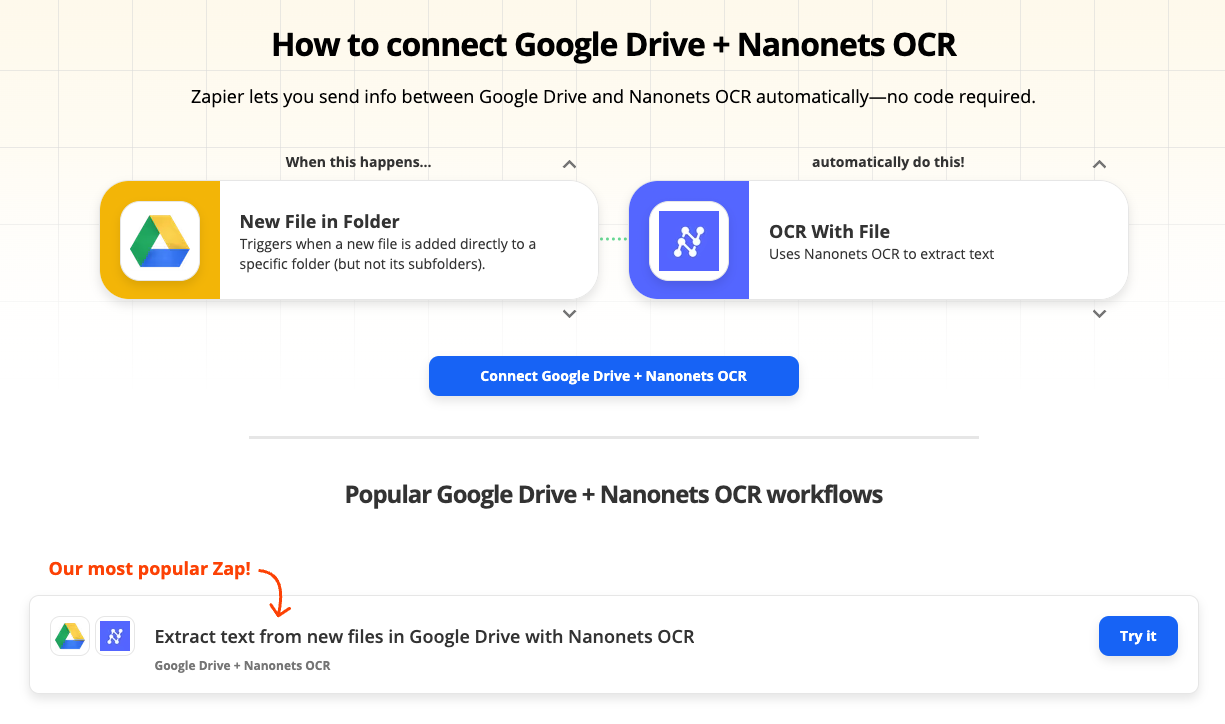 How to connect Google Drive + Nanonets OCR
Zapier lets you send info between Google Drive and Nanonets OCR automatically—no code required.
When this happens...
automatically do this!
New File in Folder
Triggers when a new file is added directly to a
specific folder (but not its subfolders).
OCR With File
Uses Nanonets OCR to extract text
Connect Google Drive + Nanonets OCR
Popular Google Drive + Nanonets OCR workflows
Our most popular Zap!
Extract text from new files in Google Drive with Nanonets OCR
Google Drive + Nanonets OCR
Try it